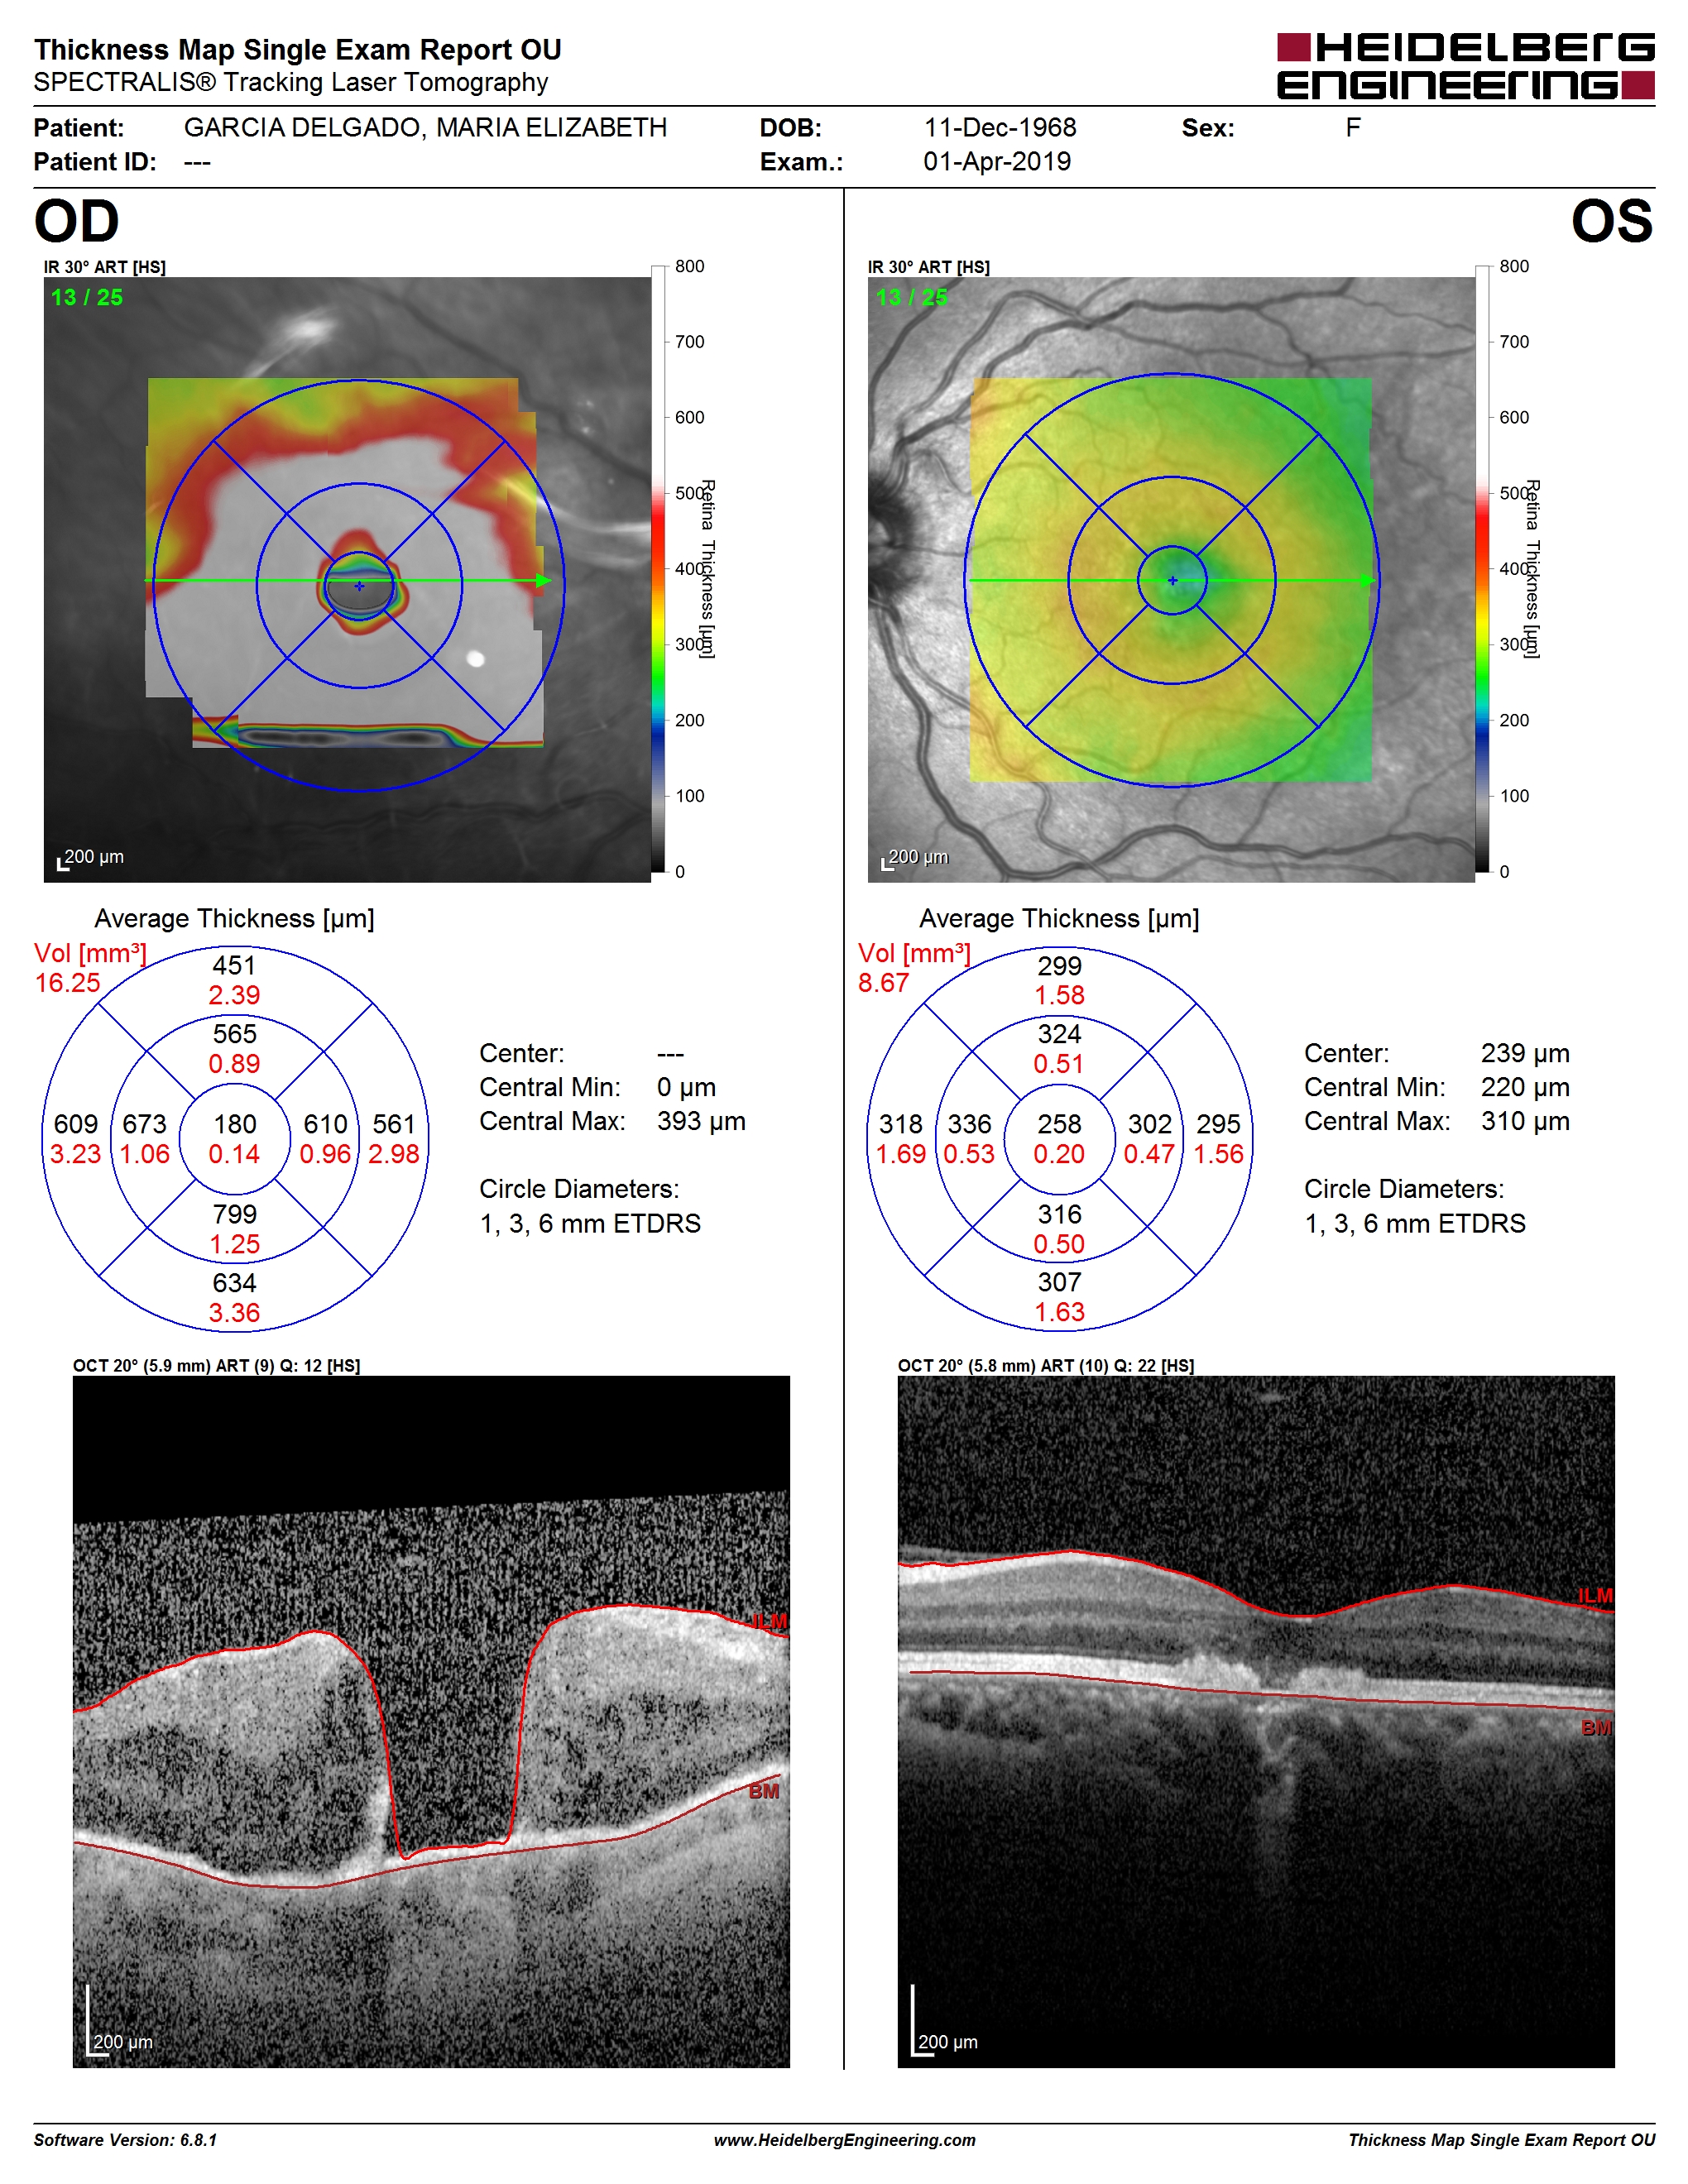 Thickness Map Single Exam Report OU
SPECTRALIS® Tracking Laser Tomography
HEIDELBERG
ENGINEERING
Patient: GARCIA DELGADO, MARIA ELIZABETH DOB: 11-Dec-1968 Sex: F
Patient ID: --- Exam.: 01-Apr-2019
OD
IR 30° ART [HS]
13 / 25
200 µm
800
700
600
500
400
300
200
100
0
Retina Thickness [µm]
Average Thickness [µm]
Vol [mm³]
16.25
451
2.39
565
0.89
609 673 180 610 561
3.23 1.06 0.14 0.96 2.98
799
1.25
634
3.36
Center: ---
Central Min: 0 µm
Central Max: 393 µm
Circle Diameters:
1, 3, 6 mm ETDRS
OCT 20° (5.9 mm) ART (9) Q: 12 [HS]
ILM
BM
200 µm
OS
IR 30° ART [HS]
13 / 25
200 µm
800
700
600
500
400
300
200
100
0
Retina Thickness [µm]
Average Thickness [µm]
Vol [mm³]
8.67
299
1.58
324
0.51
318 336 258 302 295
1.69 0.53 0.20 0.47 1.56
316
0.50
307
1.63
Center: 239 µm
Central Min: 220 µm
Central Max: 310 µm
Circle Diameters:
1, 3, 6 mm ETDRS
OCT 20° (5.8 mm) ART (10) Q: 22 [HS]
ILM
BM
200 µm
Software Version: 6.8.1 www.HeidelbergEngineering.com Thickness Map Single Exam Report OU